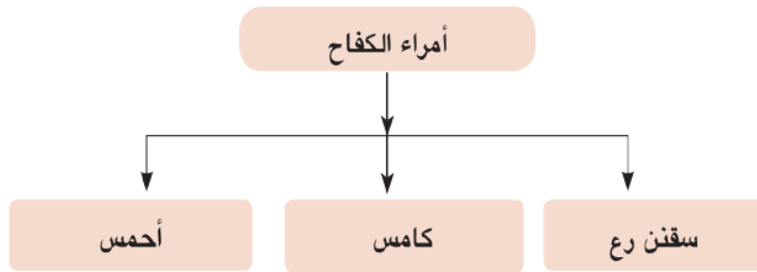 أمراء الكفاح
سقنن رع
كامس
أحمس